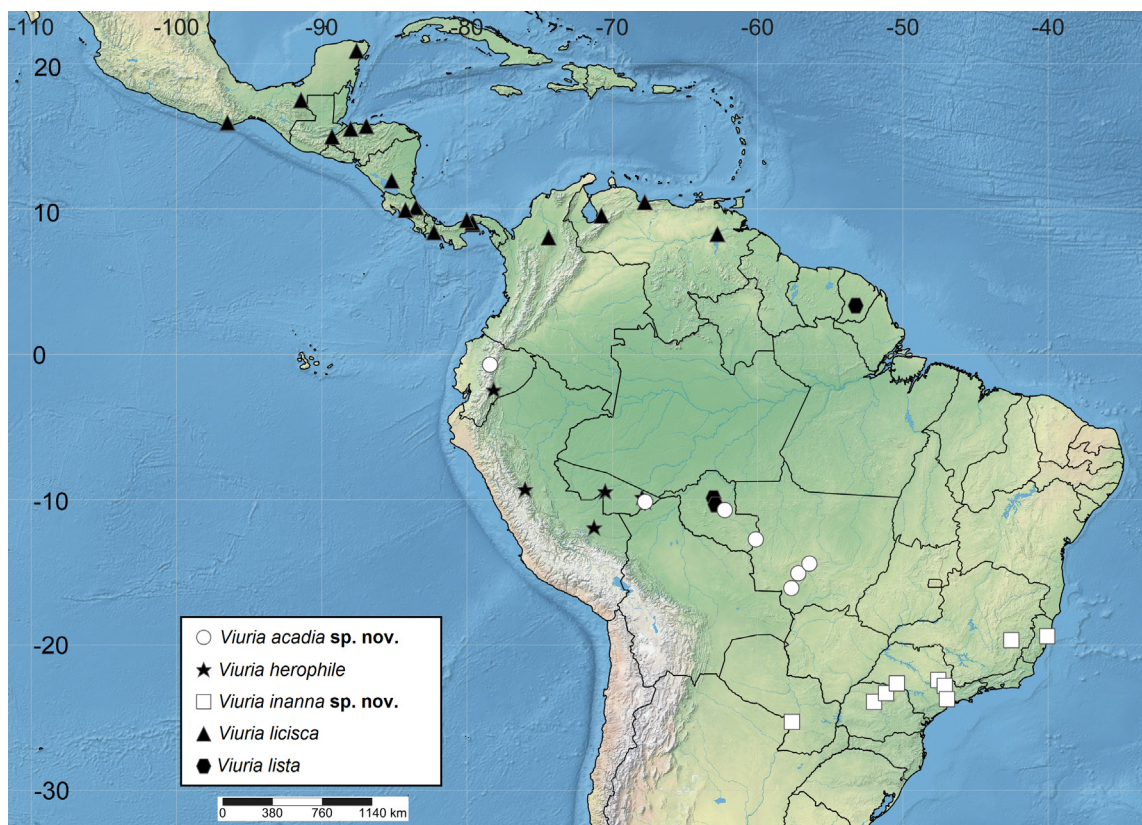 -110 -100 -90 -80 -70 -60 -50 -40
20
10
0
-10
-20
-30
Viuria acadia sp. nov.
Viuria herophile
Viuria inanna sp. nov.
Viuria licisca
Viuria lista
0 380 760 1140 km